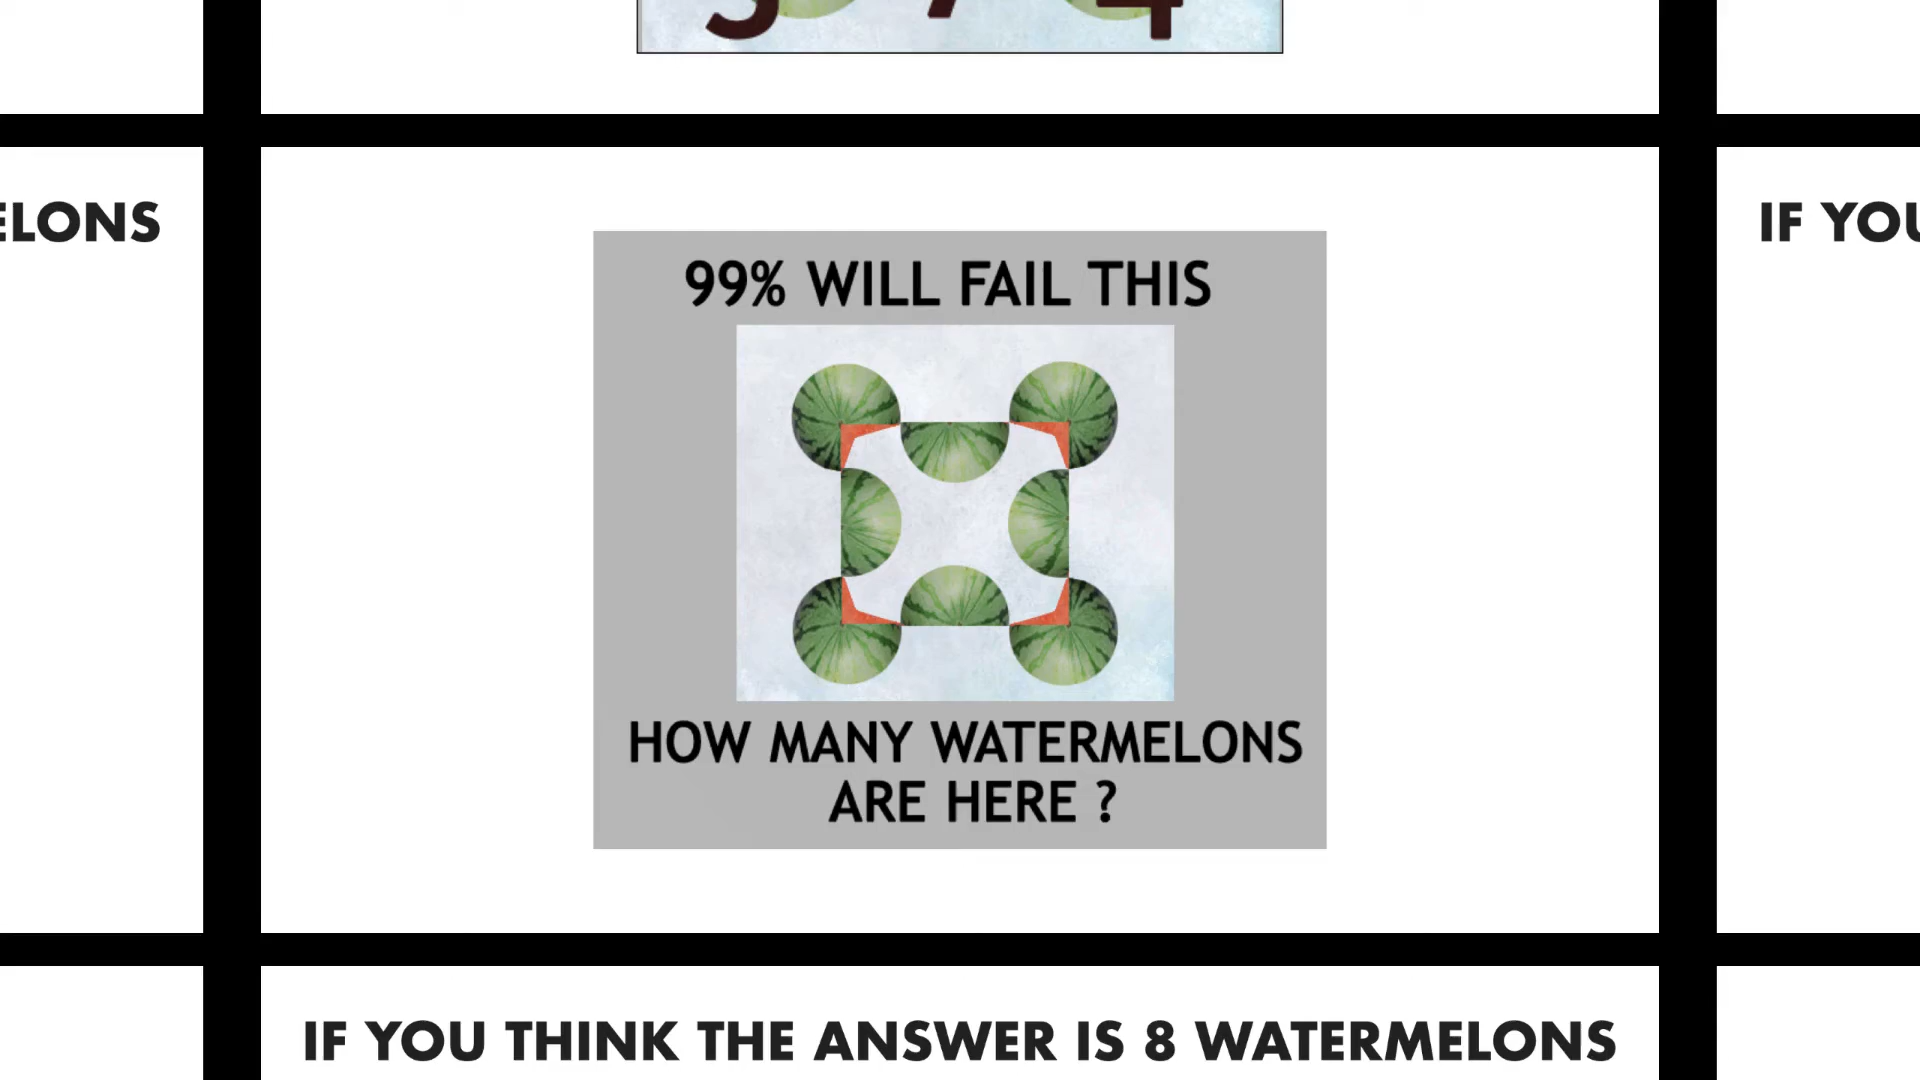 ELONS
IF YOU
99% WILL FAIL THIS
HOW MANY WATERMELONS
ARE HERE ?
IF YOU THINK THE ANSWER IS 8 WATERMELONS